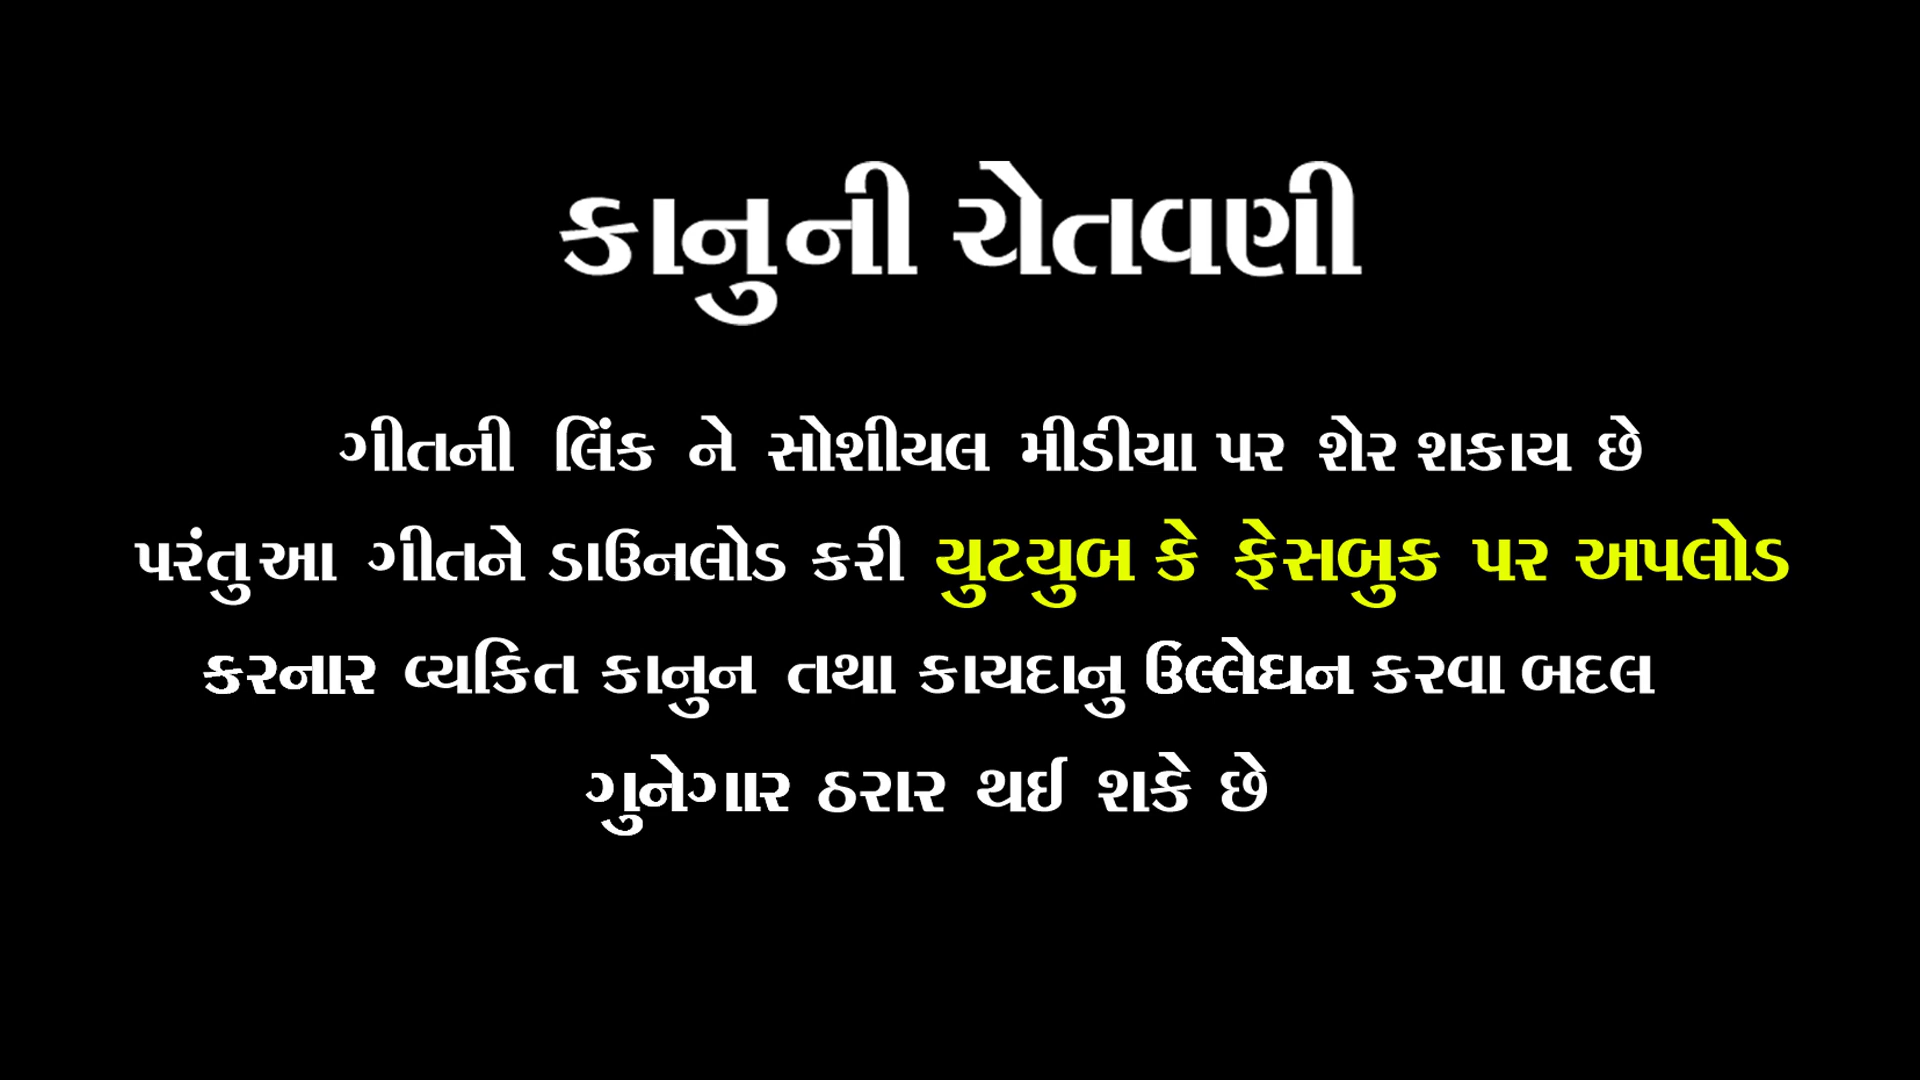 કાનુની ચેતવણી
ગીતની લિંક ને સોશીયલ મીડીયા પર શેર શકાય છે
પરંતુ આ ગીતને ડાઉનલોડ કરી યુટયુબ કે ફેસબુક પર અપલોડ
કરનાર વ્યકિત કાનુન તથા કાયદાનુ ઉલ્લેઘન કરવા બદલ
ગુનેગાર ઠરાર થઈ શકે છે